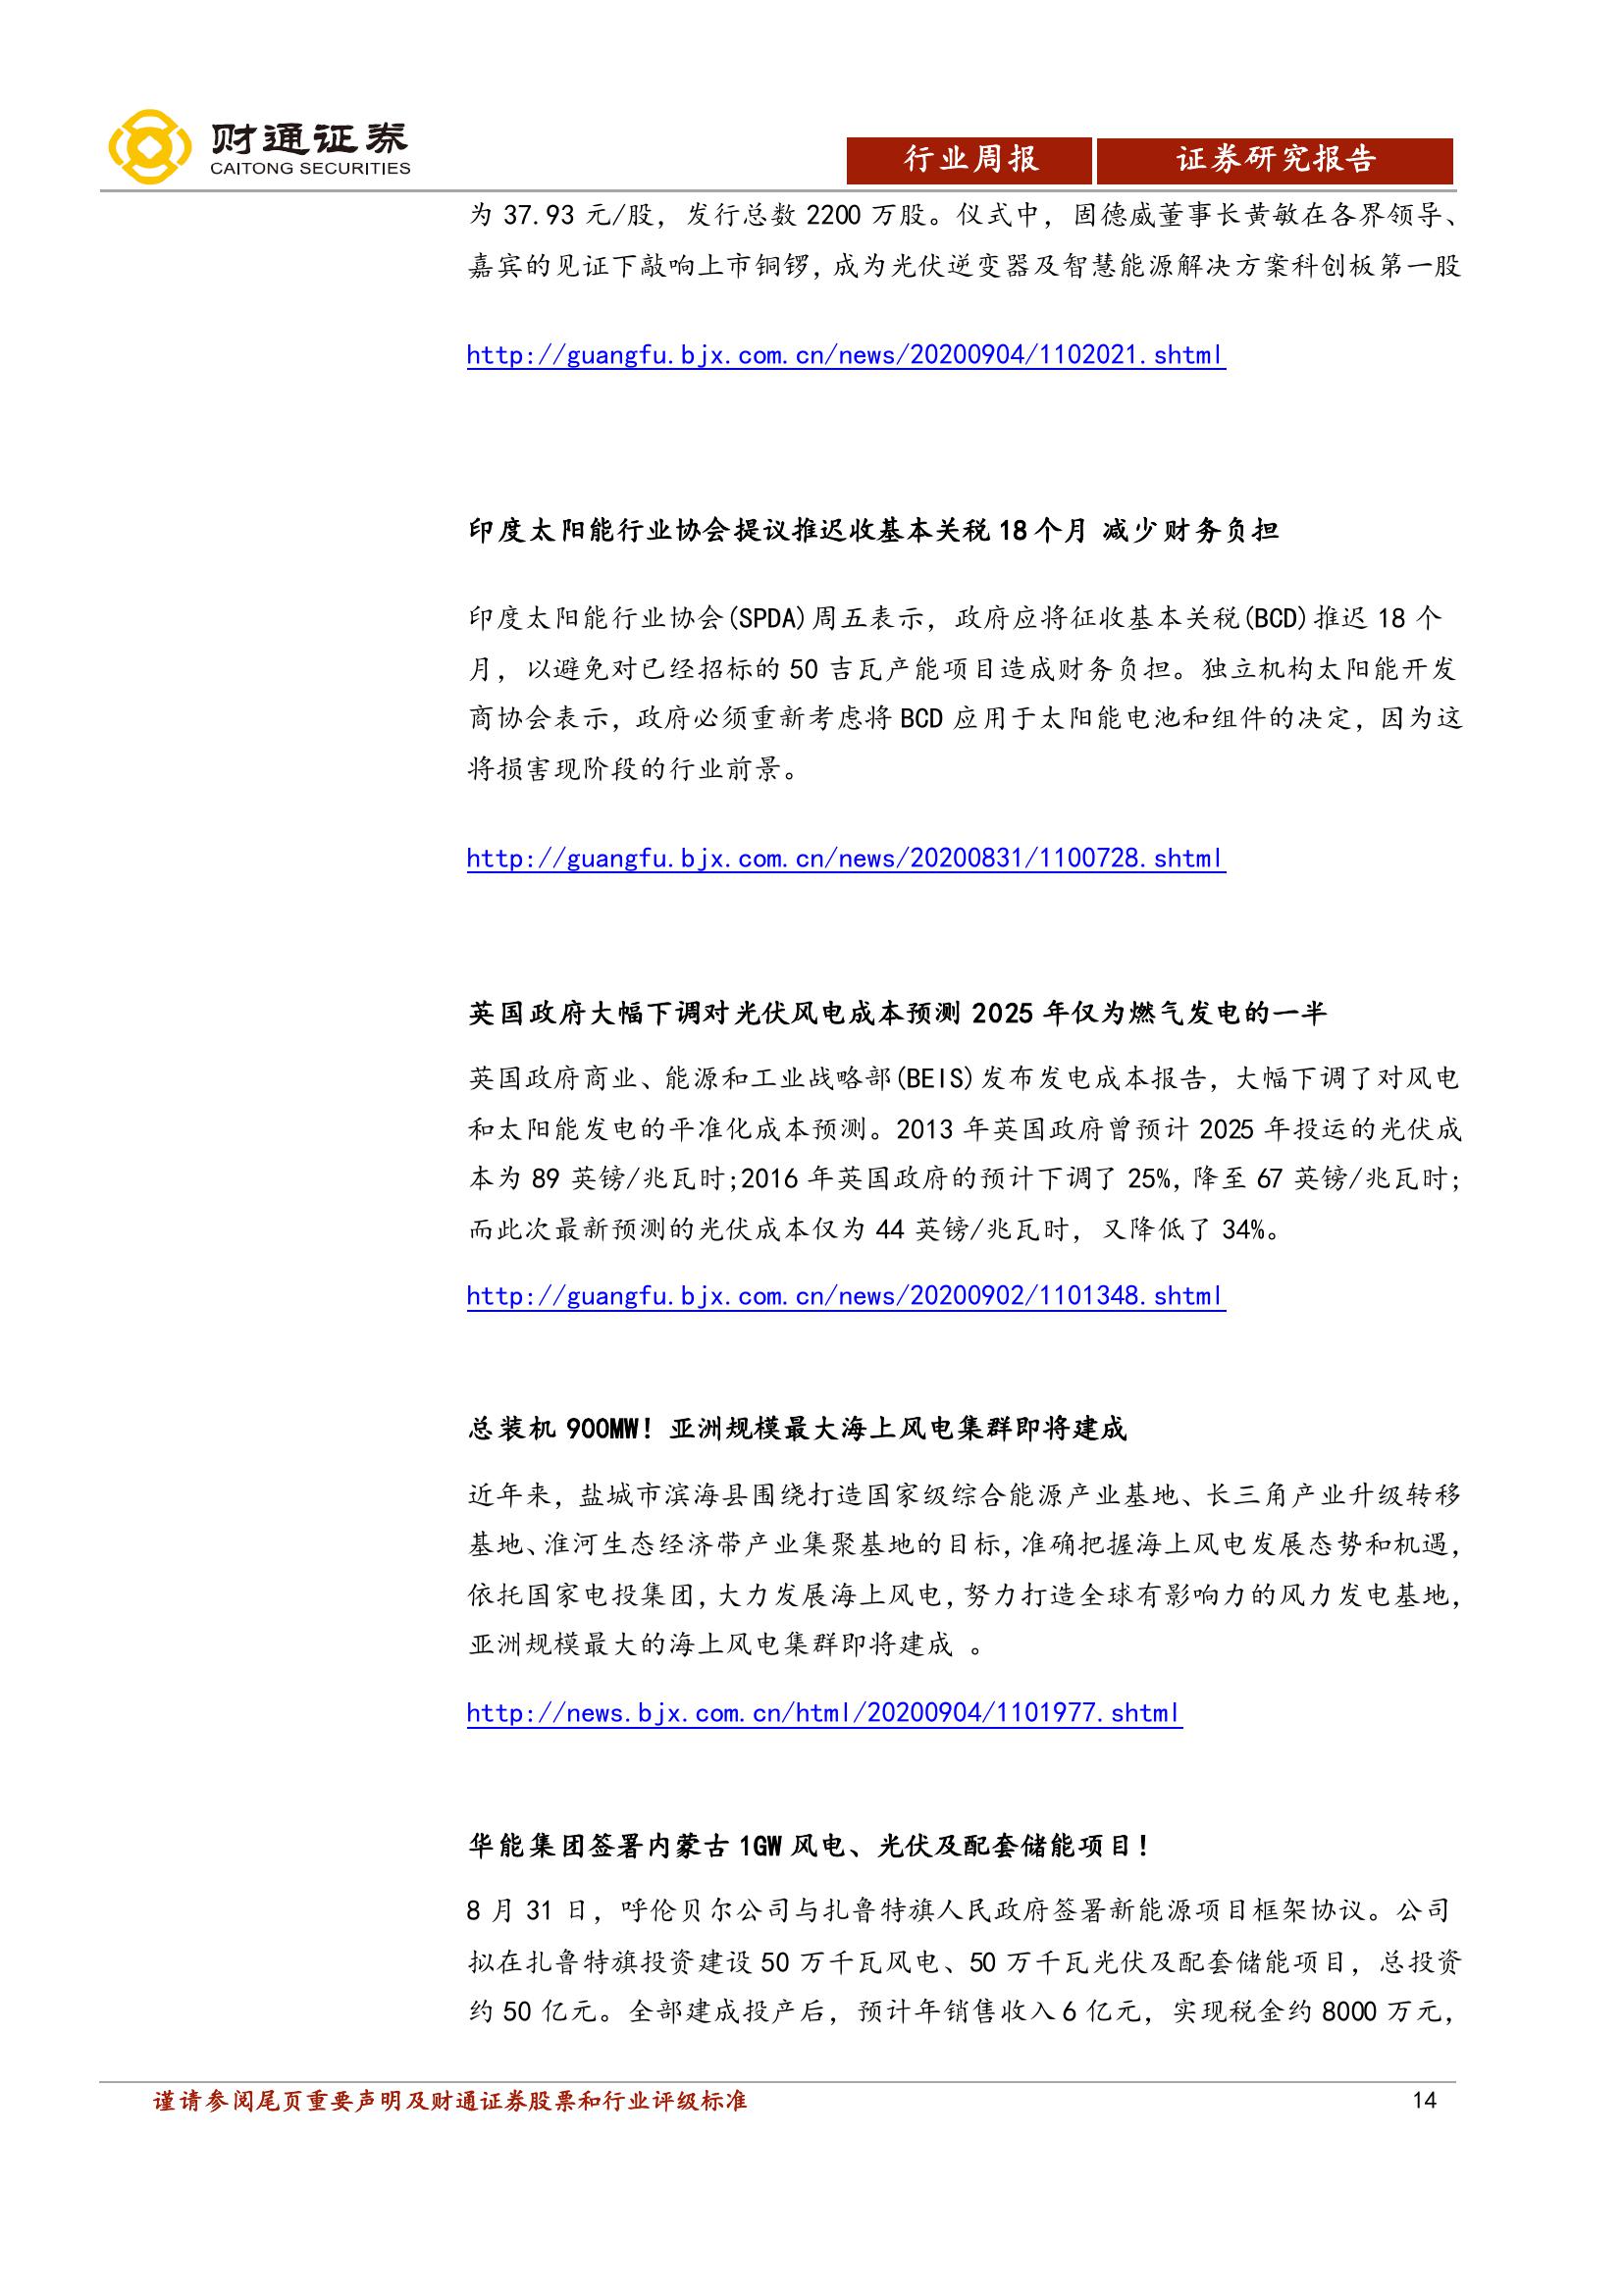 财通证券
CAITONG SECURITIES
行业周报
证券研究报告
为 37.93 元/股，发行总数 2200 万股。仪式中，固德威董事长黄敏在各界领导、
嘉宾的见证下敲响上市铜锣，成为光伏逆变器及智慧能源解决方案科创板第一股
http://guangfu.bjx.com.cn/news/20200904/1102021.shtml
印度太阳能行业协会提议推迟收基本关税 18 个月 减少财务负担
印度太阳能行业协会(SPDA)周五表示，政府应将征收基本关税(BCD)推迟 18 个
月，以避免对已经招标的 50 吉瓦产能项目造成财务负担。独立机构太阳能开发
商协会表示，政府必须重新考虑将 BCD 应用于太阳能电池和组件的决定，因为这
将损害现阶段的行业前景。
http://guangfu.bjx.com.cn/news/20200831/1100728.shtml
英国政府大幅下调对光伏风电成本预测 2025 年仅为燃气发电的一半
英国政府商业、能源和工业战略部(BEIS)发布发电成本报告，大幅下调了对风电
和太阳能发电的平准化成本预测。2013 年英国政府曾预计 2025 年投运的光伏成
本为 89 英镑/兆瓦时;2016 年英国政府的预计下调了 25%，降至 67 英镑/兆瓦时;
而此次最新预测的光伏成本仅为 44 英镑/兆瓦时，又降低了 34%。
http://guangfu.bjx.com.cn/news/20200902/1101348.shtml
总装机 900MW！亚洲规模最大海上风电集群即将建成
近年来，盐城市滨海县围绕打造国家级综合能源产业基地、长三角产业升级转移
基地、淮河生态经济带产业集聚基地的目标，准确把握海上风电发展态势和机遇，
依托国家电投集团，大力发展海上风电，努力打造全球有影响力的风力发电基地，
亚洲规模最大的海上风电集群即将建成 。
http://news.bjx.com.cn/html/20200904/1101977.shtml
华能集团签署内蒙古 1GW 风电、光伏及配套储能项目！
8 月 31 日，呼伦贝尔公司与扎鲁特旗人民政府签署新能源项目框架协议。公司
拟在扎鲁特旗投资建设 50 万千瓦风电、50 万千瓦光伏及配套储能项目，总投资
约 50 亿元。全部建成投产后，预计年销售收入 6 亿元，实现税金约 8000 万元，
谨请参阅尾页重要声明及财通证券股票和行业评级标准
14